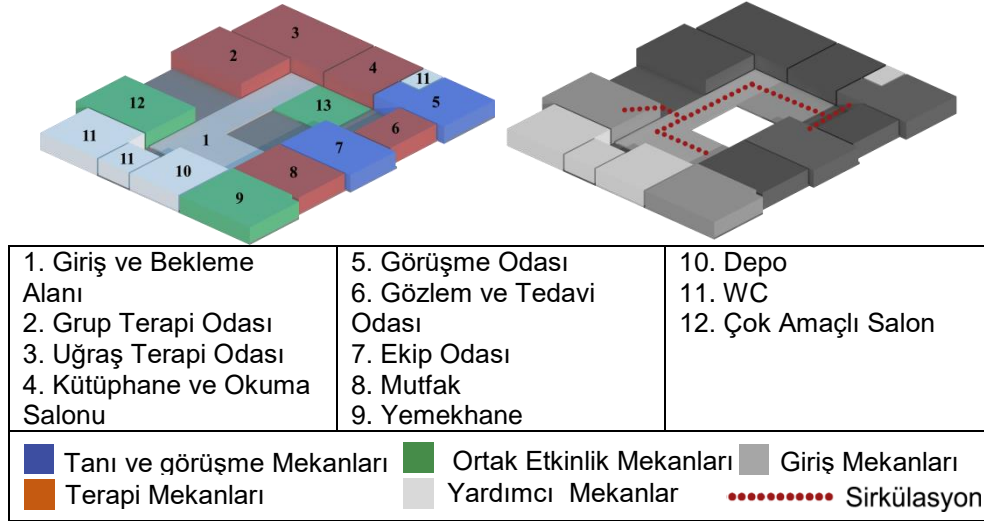 3
2
4
11
12
13
5
6
11
1
7
11
10
8
9
1. Giriş ve Bekleme
Alanı
2. Grup Terapi Odası
3. Uğraş Terapi Odası
4. Kütüphane ve Okuma
Salonu
5. Görüşme Odası
6. Gözlem ve Tedavi
Odası
7. Ekip Odası
8. Mutfak
9. Yemekhane
10. Depo
11. WC
12. Çok Amaçlı Salon
Tanı ve görüşme Mekanları
Ortak Etkinlik Mekanları
Giriş Mekanları
Terapi Mekanları
Yardımcı Mekanlar
Sirkülasyon